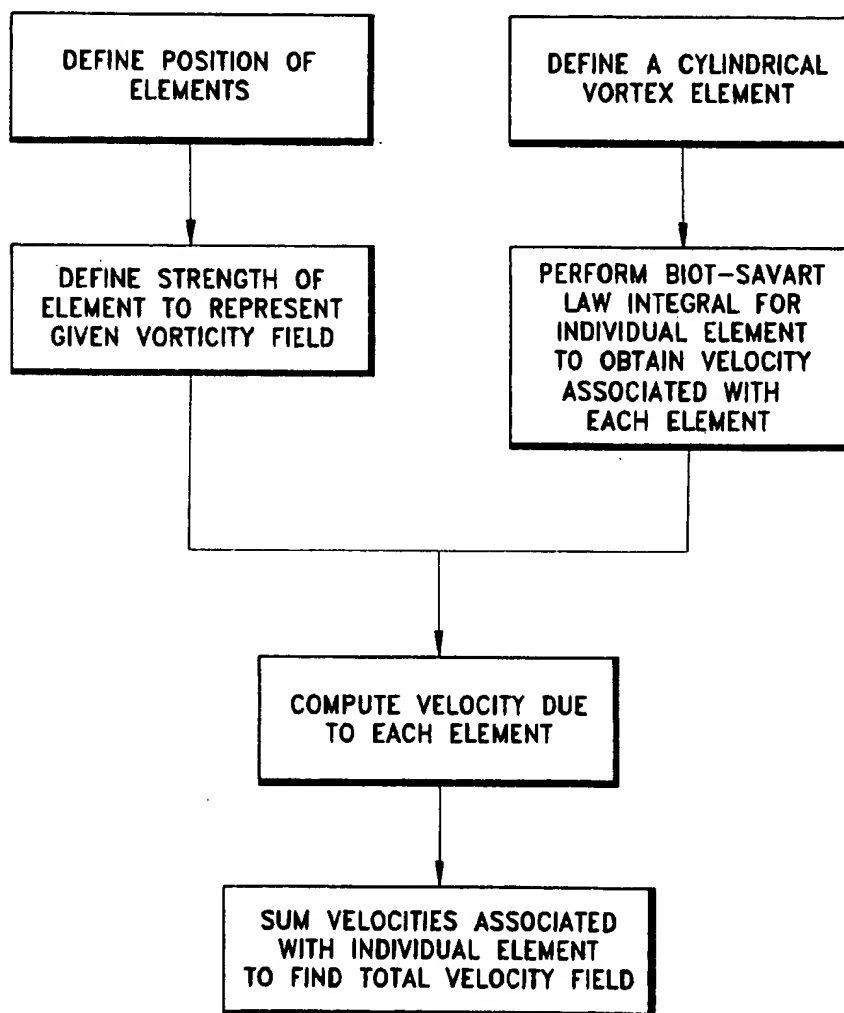 DEFINE POSITION OF
ELEMENTS
DEFINE A CYLINDRICAL
VORTEX ELEMENT
DEFINE STRENGTH OF
ELEMENT TO REPRESENT
GIVEN VORTICITY FIELD
PERFORM BIOT-SAVART
LAW INTEGRAL FOR
INDIVIDUAL ELEMENT
TO OBTAIN VELOCITY
ASSOCIATED WITH
EACH ELEMENT
COMPUTE VELOCITY DUE
TO EACH ELEMENT
SUM VELOCITIES ASSOCIATED
WITH INDIVIDUAL ELEMENT
TO FIND TOTAL VELOCITY FIELD